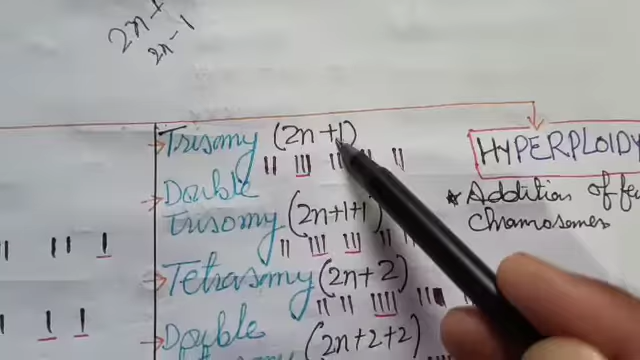 2n+
2n-1
Trisomy (2n+1)
HYPERPLOIDY
Double
Trisomy (2n+1+1)
* Addition of fe
Chromosomes
Tetrasomy (2n+2)
Double (2n+2+2)